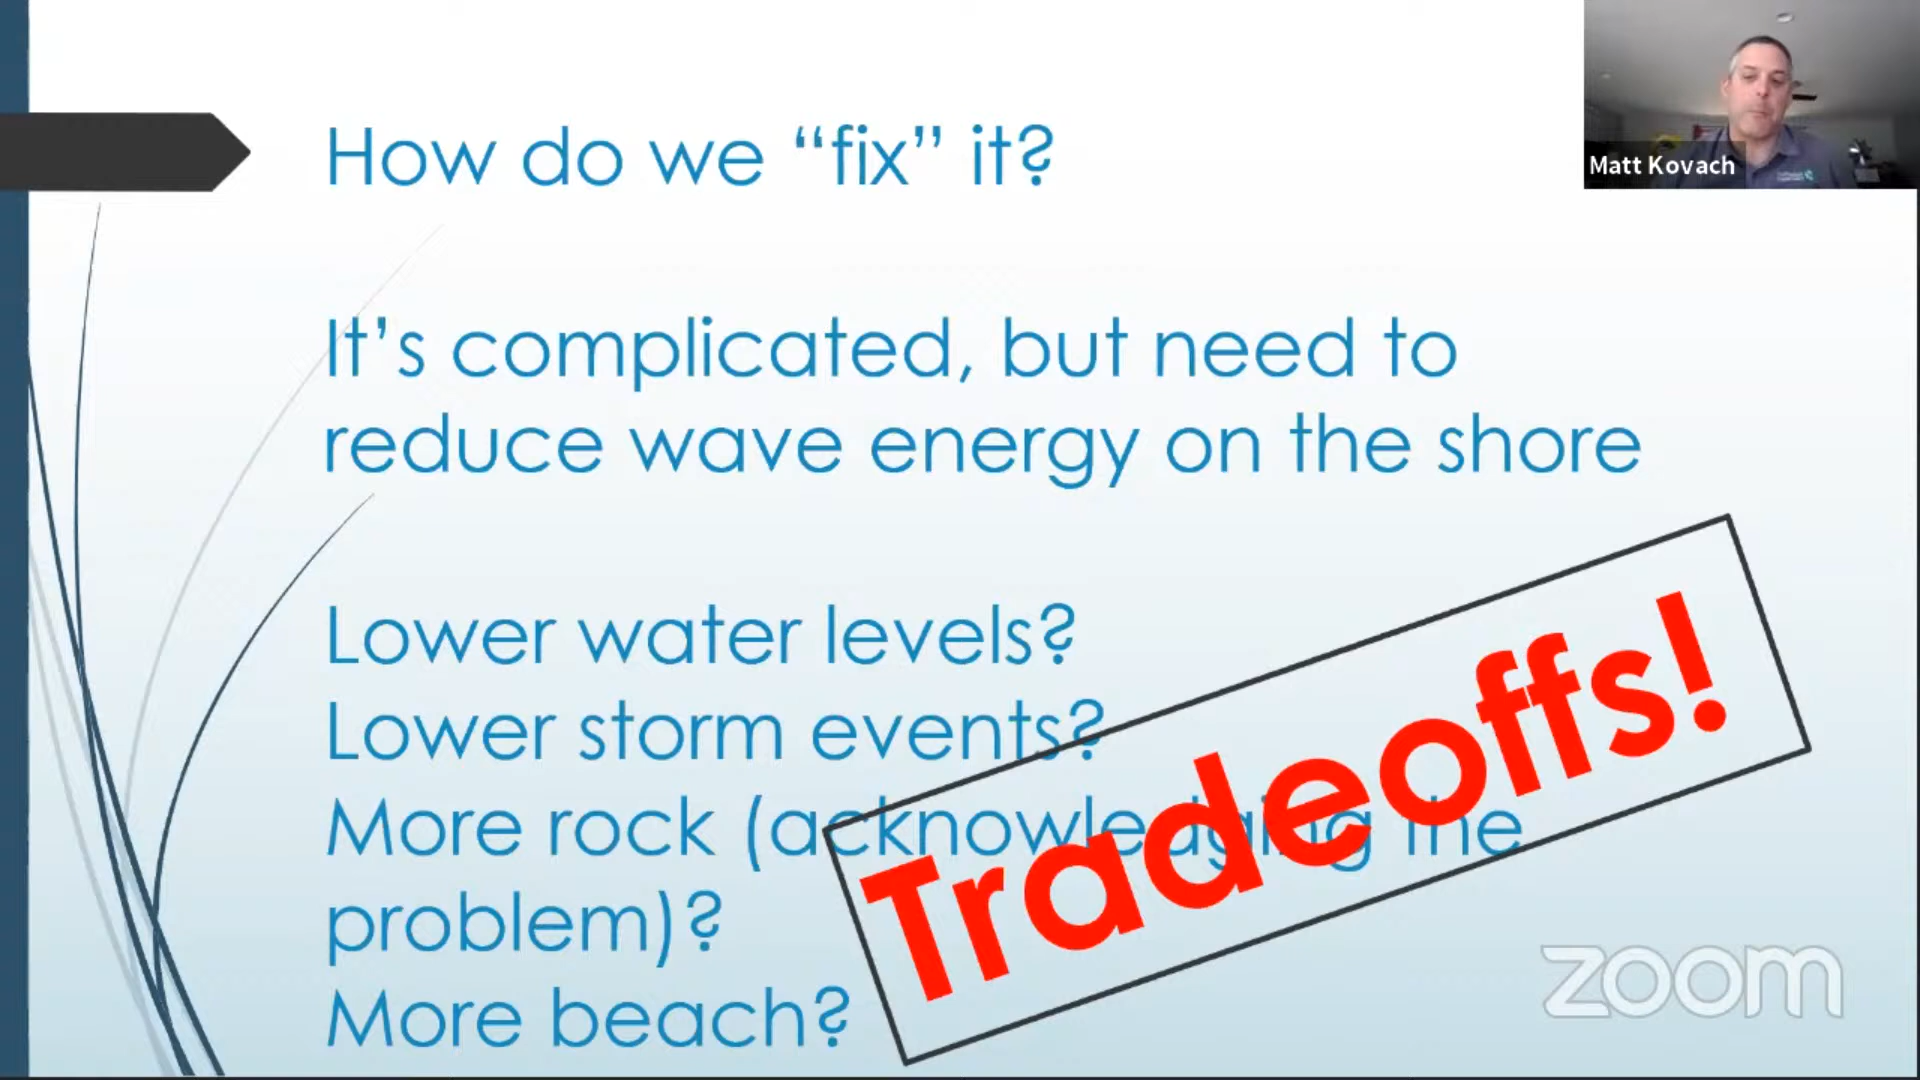 How do we “fix” it?
Matt Kovach
It’s complicated, but need to
reduce wave energy on the shore
Lower water levels?
Lower storm events?
More rock (acknowledging the
problem)?
More beach?
Tradeoffs!
zoom